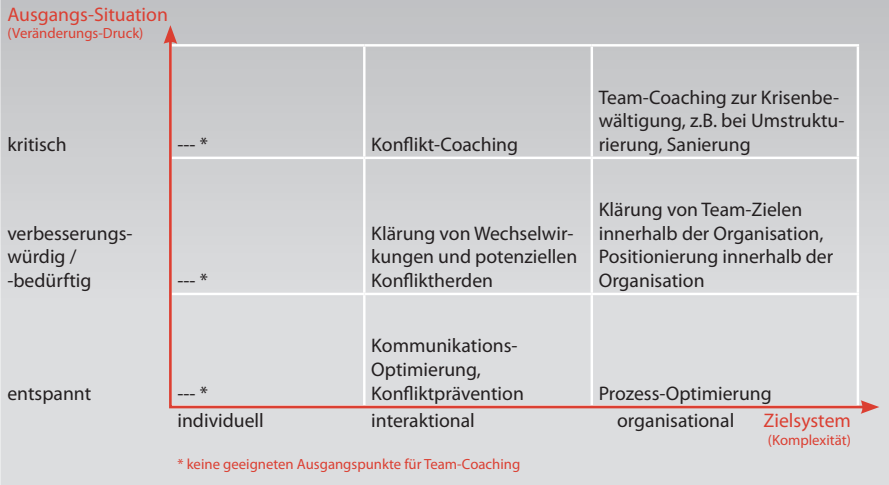 Ausgangs-Situation
(Veränderungs-Druck)
kritisch
--- *
Konflikt-Coaching
Team-Coaching zur Krisenbe-
wältigung, z.B. bei Umstruktu-
rierung, Sanierung
verbesserungs-
würdig /
-bedürftig
--- *
Klärung von Wechselwir-
kungen und potenziellen
Konfliktherden
Klärung von Team-Zielen
innerhalb der Organisation,
Positionierung innerhalb der
Organisation
entspannt
--- *
Kommunikations-
Optimierung,
Konfliktprävention
Prozess-Optimierung
individuell
interaktional
organisational
Zielsystem
(Komplexität)
* keine geeigneten Ausgangspunkte für Team-Coaching